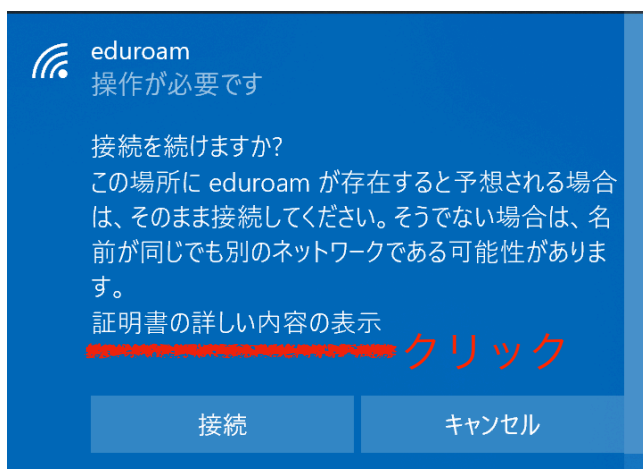 eduroam
操作が必要です
接続を続けますか?
この場所に eduroam が存在すると予想される場合
は、そのまま接続してください。そうでない場合は、名
前が同じでも別のネットワークである可能性がありま
す。
証明書の詳しい内容の表示
クリック
接続
キャンセル